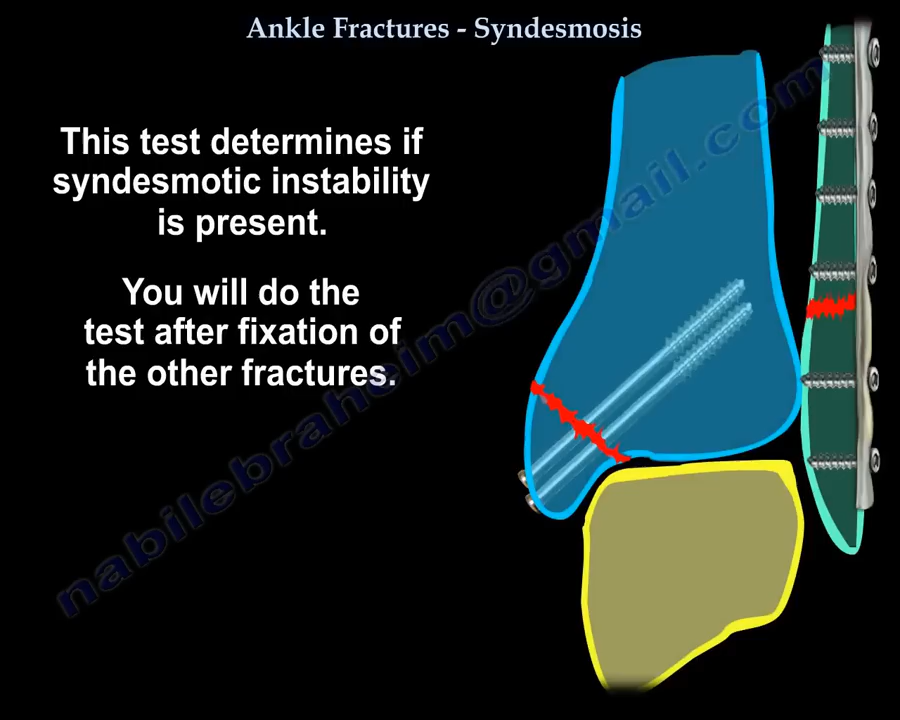 Ankle Fractures - Syndesmosis
This test determines if
syndesmotic instability
is present.
You will do the
test after fixation of
the other fractures.
nabilebraheim@gmail.com